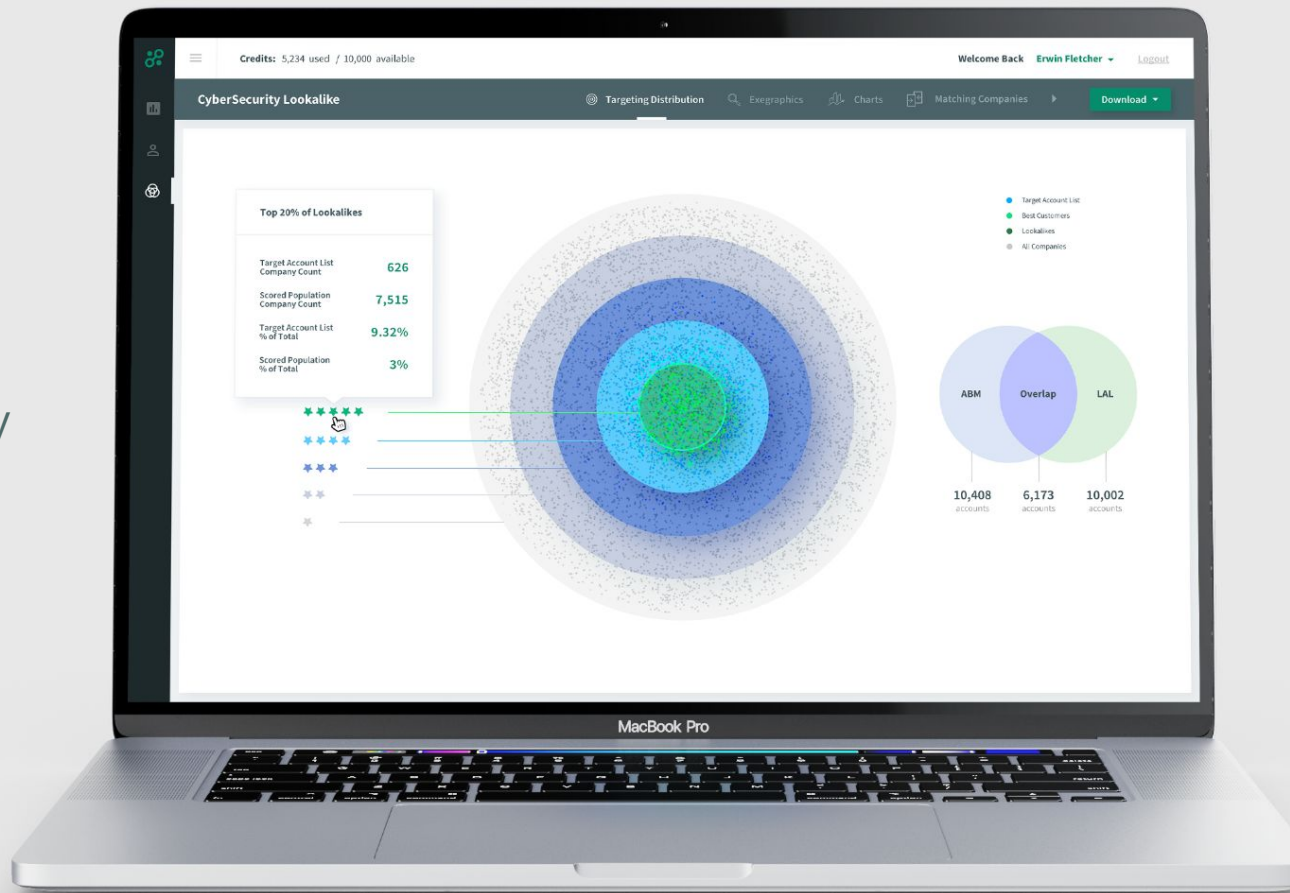 Credits: 5,234 used / 10,000 available
Welcome Back Erwin Fletcher
Logout
CyberSecurity Lookalike
Targeting Distribution
Exegraphics
Charts
Matching Companies
Download
Top 20% of Lookalikes
Target Account List
Company Count
626
Scored Population
Company Count
7,515
Target Account List
% of Total
9.32%
Scored Population
% of Total
3%
Target Account List
Best Customers
Lookalikes
All Companies
ABM
Overlap
LAL
10,408
accounts
6,173
accounts
10,002
accounts
MacBook Pro